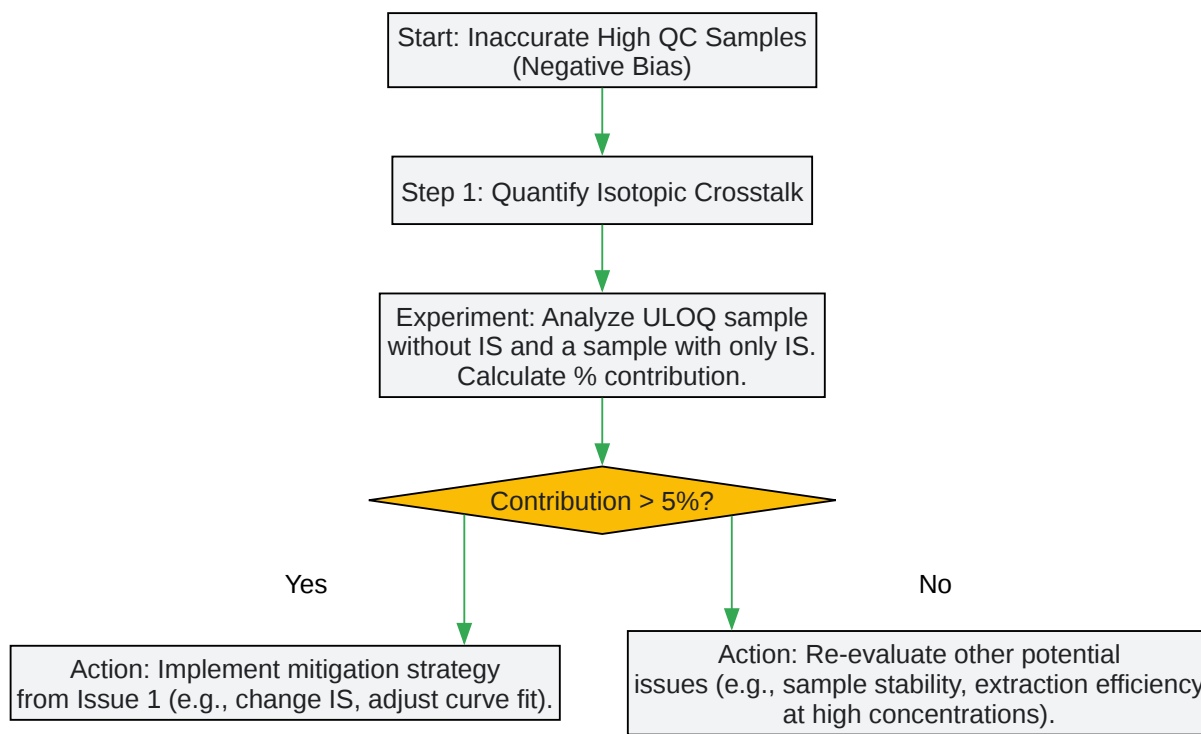 Start: Inaccurate High QC Samples
(Negative Bias)
Step 1: Quantify Isotopic Crosstalk
Experiment: Analyze ULOQ sample
without IS and a sample with only IS.
Calculate % contribution.
Contribution > 5%?
Yes
No
Action: Implement mitigation strategy
from Issue 1 (e.g., change IS, adjust curve fit).
Action: Re-evaluate other potential
issues (e.g., sample stability, extraction efficiency
at high concentrations).